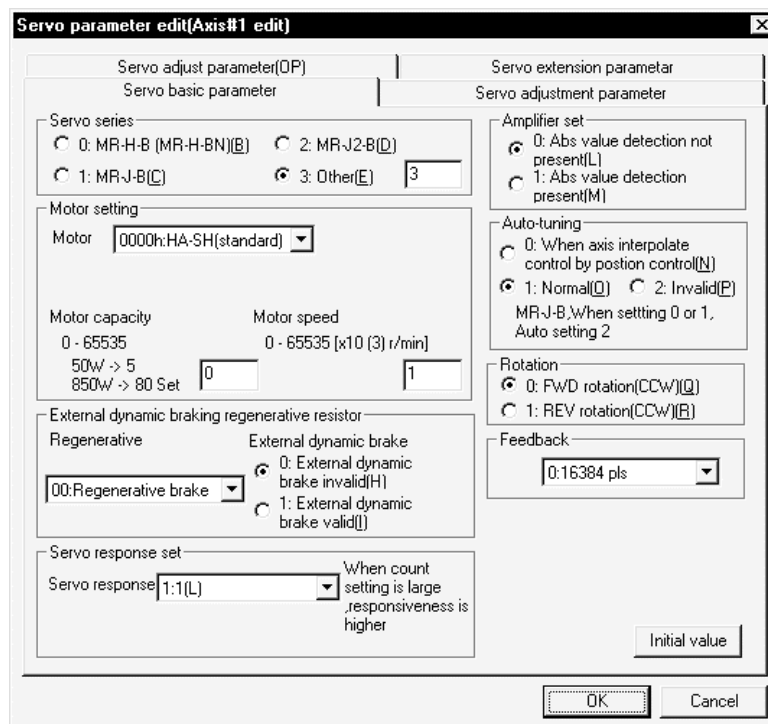 Servo parameter edit(Axis#1 edit)
Servo adjust parameter(OP)
Servo extension parametar
Servo basic parameter
Servo adjustment parameter
Servo series
0: MR-H-B (MR-H-BN)(B)
2: MR-J2-B(D)
1: MR-J-B(C)
3: Other(E)
3
Motor setting
Motor
0000h:HA-SH(standard)
Motor capacity
0 - 65535
50W -> 5
850W -> 80 Set
0
Motor speed
0 - 65535 [x10 (3) r/min]
1
External dynamic braking regenerative resistor
Regenerative
00:Regenerative brake
External dynamic brake
0: External dynamic
brake invalid(H)
1: External dynamic
brake valid(I)
Servo response set
Servo response
1:1(L)
When count
setting is large
,responsiveness is
higher
Amplifier set
0: Abs value detection not
present(L)
1: Abs value detection
present(M)
Auto-tuning
0: When axis interpolate
control by postion control(N)
1: Normal(O)
2: Invalid(P)
MR-J-B,When settting 0 or 1,
Auto setting 2
Rotation
0: FWD rotation(CCW)(Q)
1: REV rotation(CCW)(R)
Feedback
0:16384 pls
Initial value
OK
Cancel